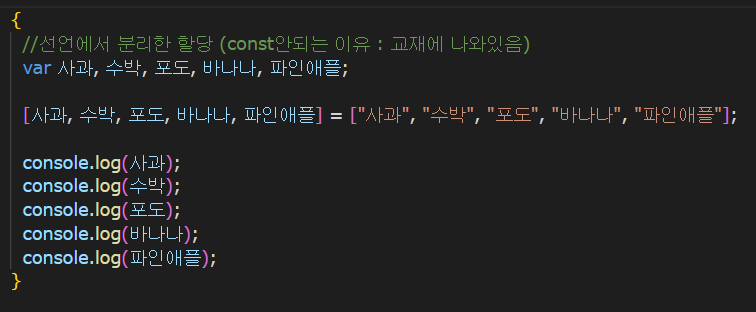 {
//선언에서 분리한 할당 (const안되는 이유 : 교재에 나와있음)
var 사과, 수박, 포도, 바나나, 파인애플;
[사과, 수박, 포도, 바나나, 파인애플] = ["사과", "수박", "포도", "바나나", "파인애플"];
console.log(사과);
console.log(수박);
console.log(포도);
console.log(바나나);
console.log(파인애플);
}